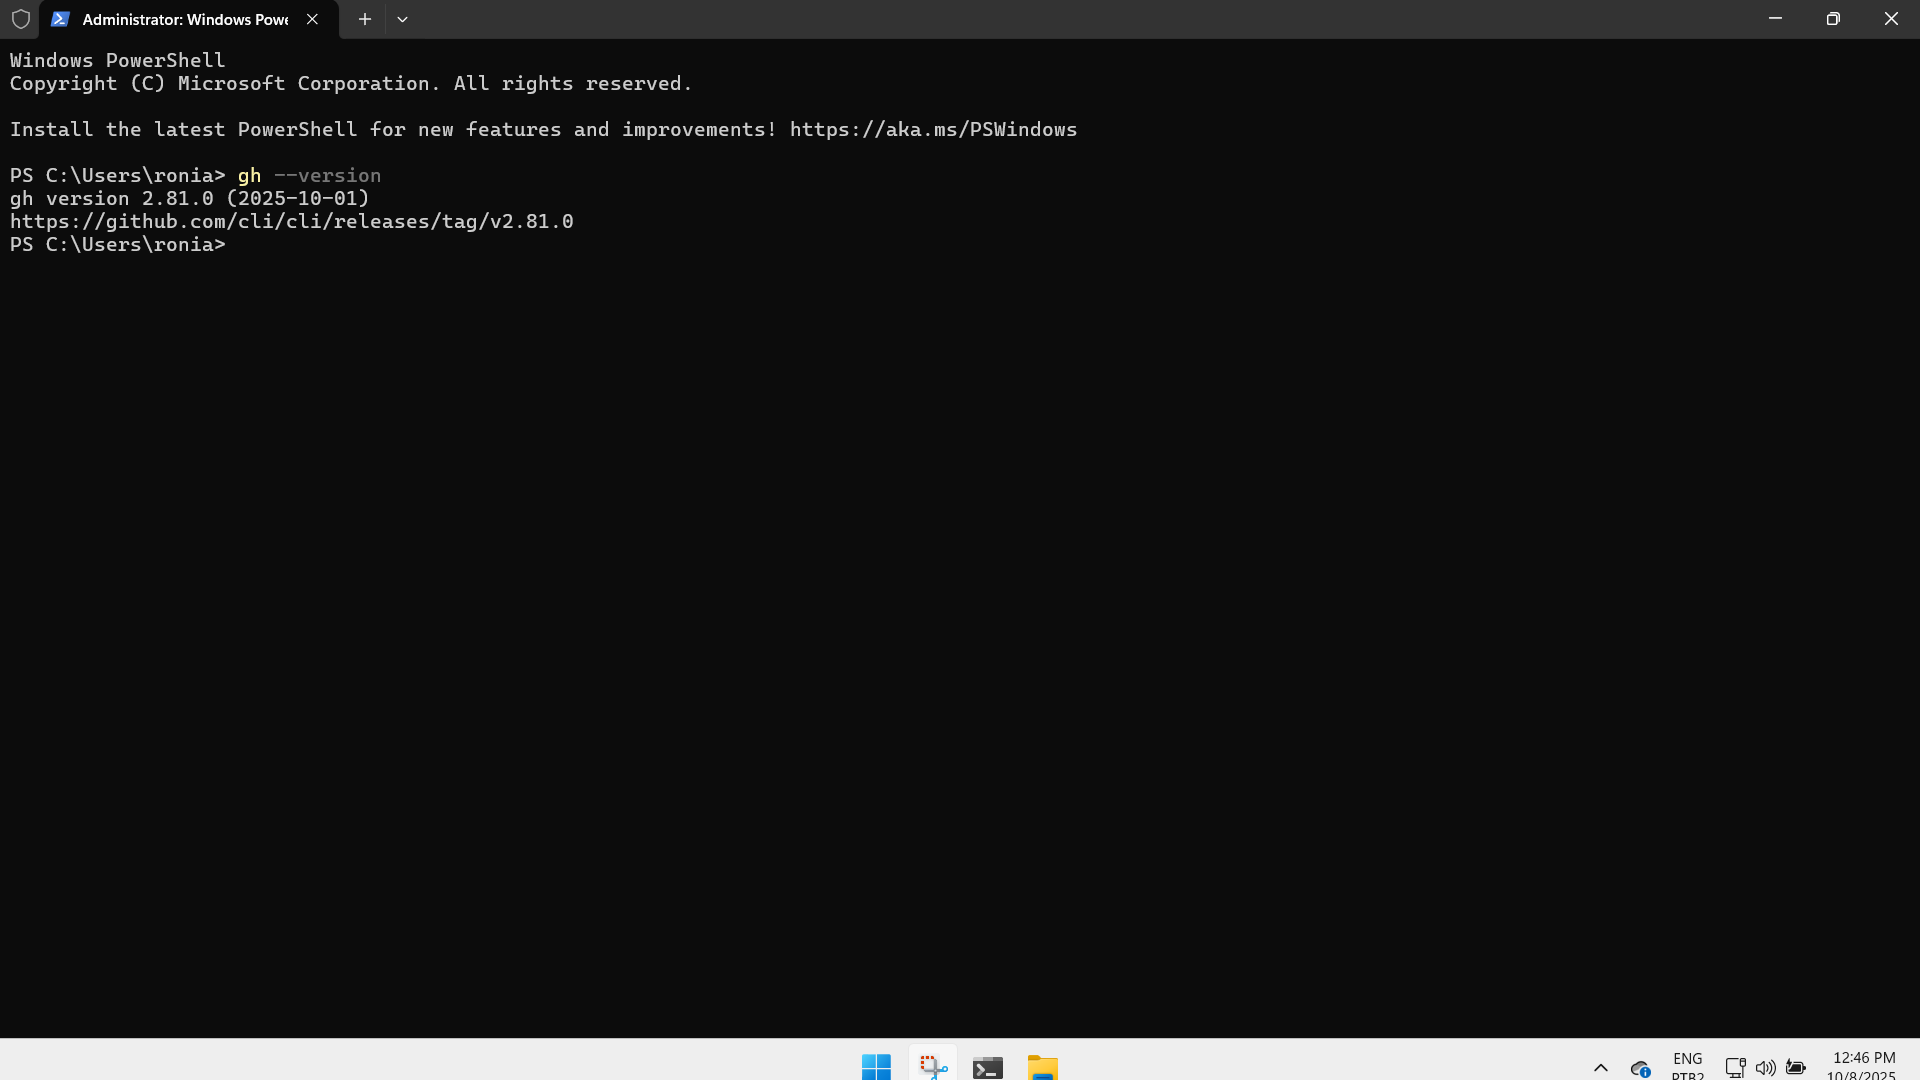 Administrator: Windows Powe
Windows PowerShell
Copyright (C) Microsoft Corporation. All rights reserved.
Install the latest PowerShell for new features and improvements! https://aka.ms/PSWindows
PS C:\Users\ronia> gh --version
gh version 2.81.0 (2025-10-01)
https://github.com/cli/cli/releases/tag/v2.81.0
PS C:\Users\ronia>
ENG
PTB2
12:46 PM
10/8/2025